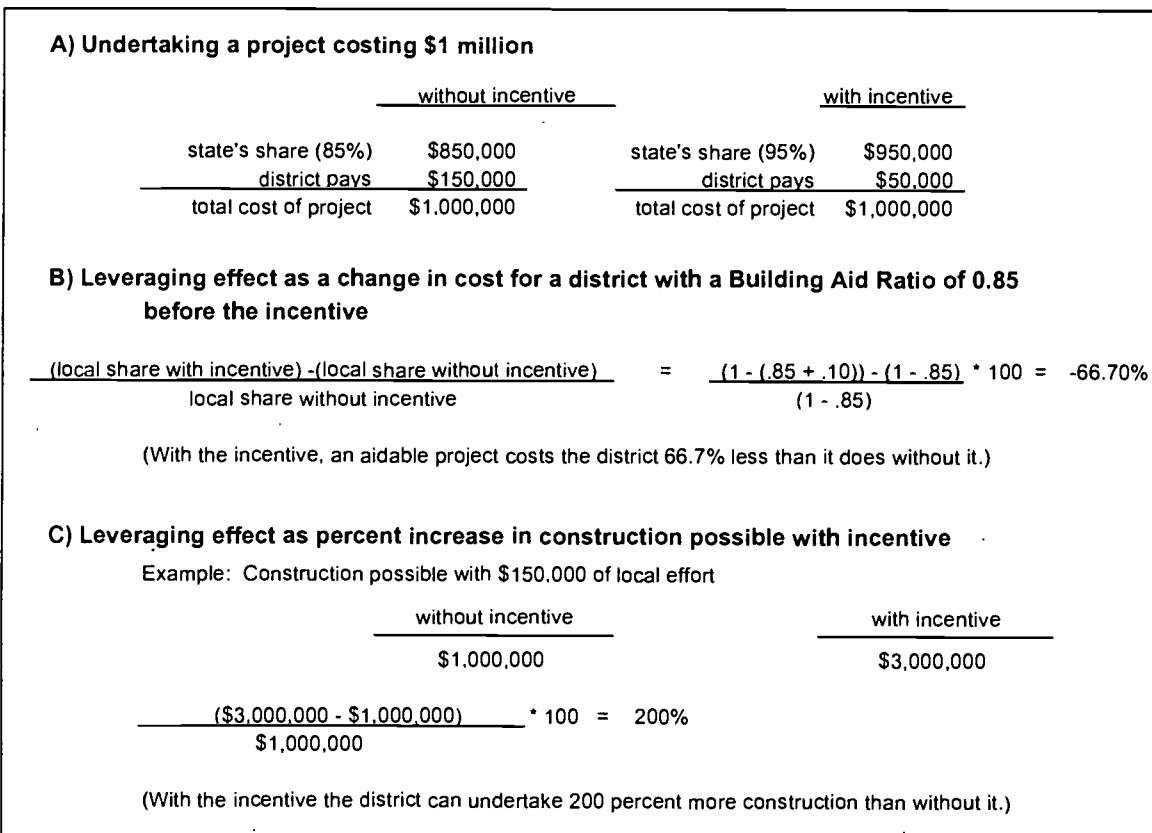 A) Undertaking a project costing $1 million
without incentive with incentive
state's share (85%) $850,000 state's share (95%) $950,000
district pays $150,000 district pays $50,000
total cost of project $1,000,000 total cost of project $1,000,000
B) Leveraging effect as a change in cost for a district with a Building Aid Ratio of 0.85
before the incentive
(local share with incentive) -(local share without incentive) = (1 - (.85 + .10)) - (1 - .85) * 100 = -66.70%
local share without incentive (1 - .85)
(With the incentive, an aidable project costs the district 66.7% less than it does without it.)
C) Leveraging effect as percent increase in construction possible with incentive
Example: Construction possible with $150,000 of local effort
without incentive with incentive
$1,000,000 $3,000,000
($3,000,000 - $1,000,000) * 100 = 200%
$1,000,000
(With the incentive the district can undertake 200 percent more construction than without it.)